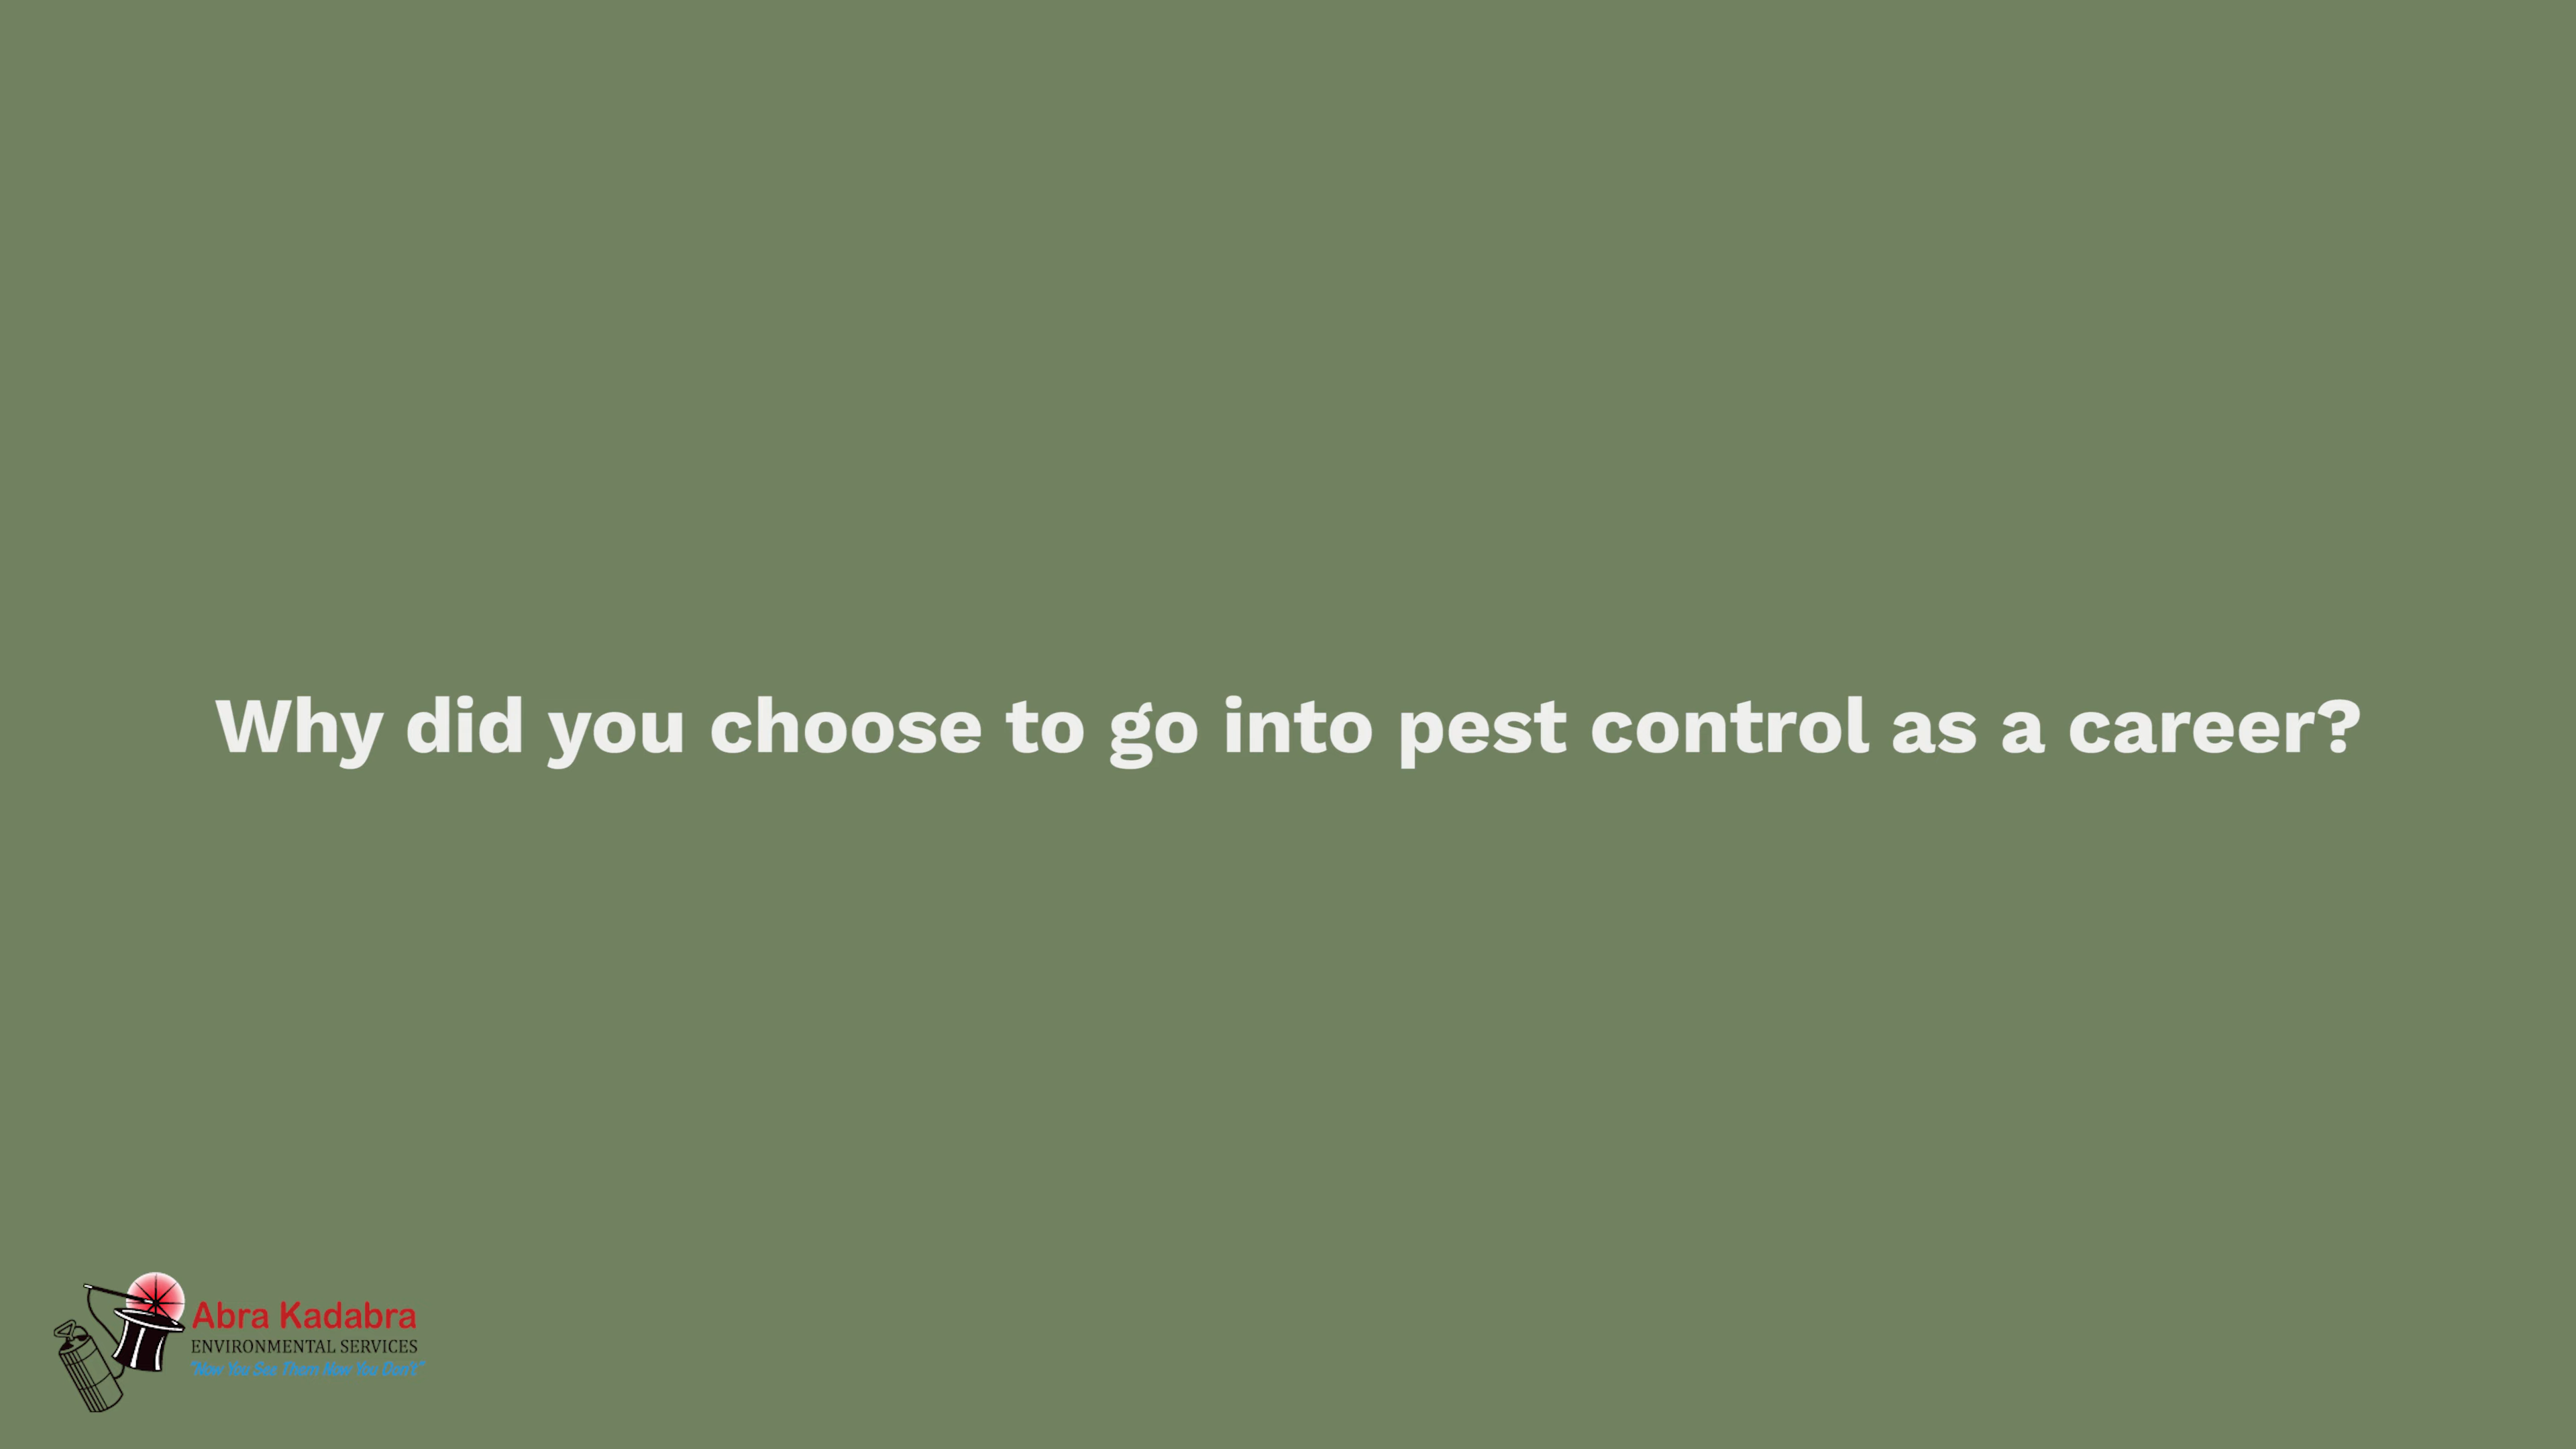 Why did you choose to go into pest control as a career?
Abra Kadabra
ENVIRONMENTAL SERVICES
"Now You See Them Now You Don't"